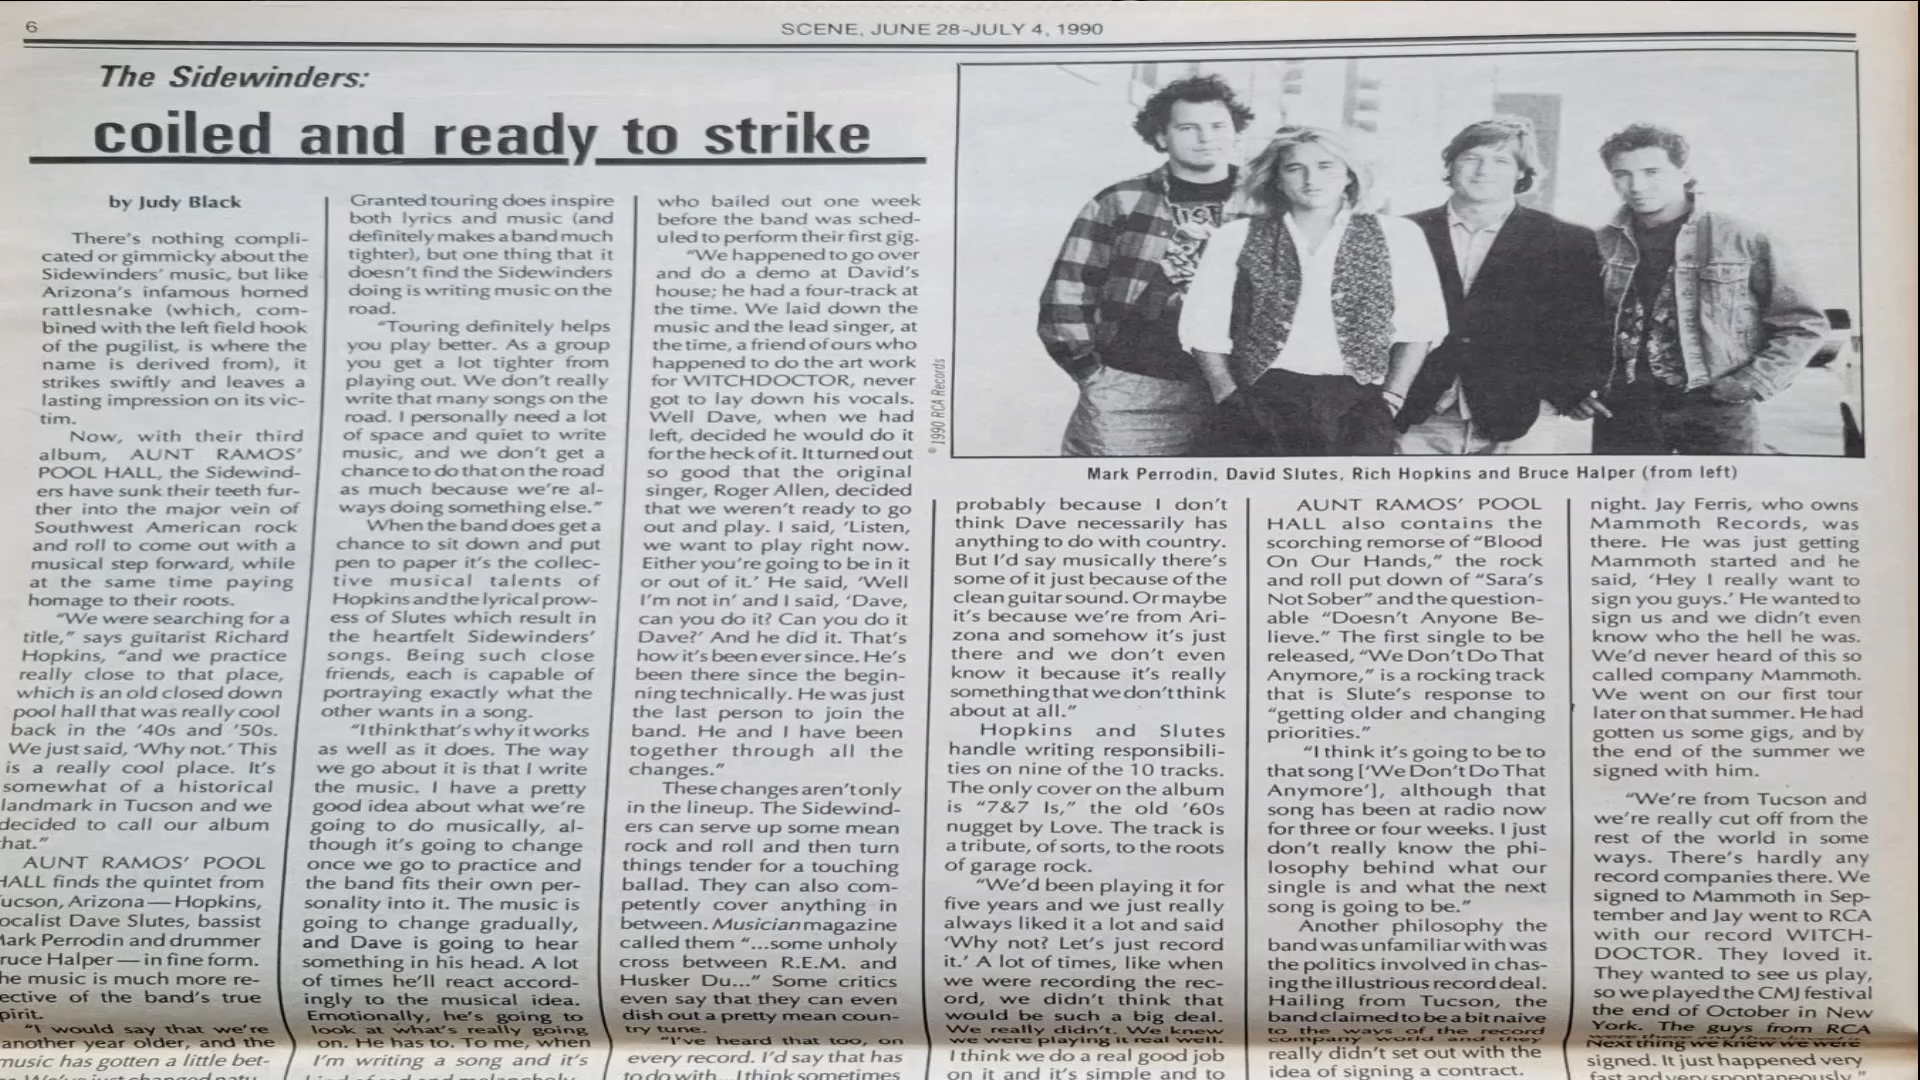 6
SCENE, JUNE 28-JULY 4, 1990
The Sidewinders:
coiled and ready to strike
by Judy Black
There's nothing compli-
cated or gimmicky about the
Sidewinders' music, but like
Arizona's infamous horned
rattlesnake (which, com-
bined with the left field hook
of the pugilist, is where the
name is derived from), it
strikes swiftly and leaves a
lasting impression on its vic-
tim.
Now, with their third
album, AUNT RAMOS'
POOL HALL, the Sidewind-
ers have sunk their teeth fur-
ther into the major vein of
Southwest American rock
and roll to come out with a
musical step forward, while
at the same time paying
homage to their roots.
"We were searching for a
title," says guitarist Richard
Hopkins, "and we practice
really close to that place,
which is an old closed down
pool hall that was really cool
back in the '40s and '50s.
We just said, 'Why not.' This
is a really cool place. It's
somewhat of a historical
landmark in Tucson and we
decided to call our album
hat."
AUNT RAMOS' POOL
HALL finds the quintet from
ucson, Arizona—Hopkins,
ocalist Dave Slutes, bassist
Mark Perrodin and drummer
ruce Halper—in fine form.
he music is much more re-
ective of the band's true
pirit.
"I would say that we're
another year older, and the
music has gotten a little bet-
Granted touring does inspire
both lyrics and music (and
definitely makes a band much
tighter), but one thing that it
doesn't find the Sidewinders
doing is writing music on the
road.
"Touring definitely helps
you play better. As a group
you get a lot tighter from
playing out. We don't really
write that many songs on the
road. I personally need a lot
of space and quiet to write
music, and we don't get a
chance to do that on the road
as much because we're al-
ways doing something else."
When the band does get a
chance to sit down and put
pen to paper it's the collec-
tive musical talents of
Hopkins and the lyrical prow-
ess of Slutes which result in
the heartfelt Sidewinders'
songs. Being such close
friends, each is capable of
portraying exactly what the
other wants in a song.
"I think that's why it works
as well as it does. The way
we go about it is that I write
the music. I have a pretty
good idea about what we're
going to do musically, al-
though it's going to change
once we go to practice and
the band fits their own per-
sonality into it. The music is
going to change gradually,
and Dave is going to hear
something in his head. A lot
of times he'll react accord-
ingly to the musical idea.
Emotionally, he's going to
look at what's really going
on. He has to. To me, when
I'm writing a song and it's
who bailed out one week
before the band was sched-
uled to perform their first gig.
"We happened to go over
and do a demo at David's
house; he had a four-track at
the time. We laid down the
music and the lead singer, at
the time, a friend of ours who
happened to do the art work
for WITCHDOCTOR, never
got to lay down his vocals.
Well Dave, when we had
left, decided he would do it
for the heck of it. It turned out
so good that the original
singer, Roger Allen, decided
that we weren't ready to go
out and play. I said, 'Listen,
we want to play right now.
Either you're going to be in it
or out of it.' He said, 'Well
I'm not in' and I said, 'Dave,
can you do it? Can you do it
Dave?' And he did it. That's
how it's been ever since. He's
been there since the begin-
ning technically. He was just
the last person to join the
band. He and I have been
together through all the
changes."
These changes aren't only
in the lineup. The Sidewind-
ers can serve up some mean
rock and roll and then turn
things tender for a touching
ballad. They can also com-
petently cover anything in
between. Musician magazine
called them "...some unholy
cross between R.E.M. and
Husker Du..." Some critics
even say that they can even
dish out a pretty mean coun-
try tune.
"I've heard that too, on
every record. I'd say that has
to do with... I think sometimes
© 1990 RCA Records
Mark Perrodin, David Slutes, Rich Hopkins and Bruce Halper (from left)
probably because I don't
think Dave necessarily has
anything to do with country.
But I'd say musically there's
some of it just because of the
clean guitar sound. Or maybe
it's because we're from Ari-
zona and somehow it's just
there and we don't even
know it because it's really
something that we don't think
about at all."
Hopkins and Slutes
handle writing responsibili-
ties on nine of the 10 tracks.
The only cover on the album
is "7&7 Is," the old '60s
nugget by Love. The track is
a tribute, of sorts, to the roots
of garage rock.
"We'd been playing it for
five years and we just really
always liked it a lot and said
'Why not? Let's just record
it.' A lot of times, like when
we were recording the rec-
ord, we didn't think that
would be such a big deal.
We really didn't. We knew
we were playing it real well.
I think we do a real good job
on it and it's simple and to
AUNT RAMOS' POOL
HALL also contains the
scorching remorse of "Blood
On Our Hands," the rock
and roll put down of "Sara's
Not Sober" and the question-
able "Doesn't Anyone Be-
lieve." The first single to be
released, "We Don't Do That
Anymore," is a rocking track
that is Slute's response to
"getting older and changing
priorities."
"I think it's going to be to
that song ['We Don't Do That
Anymore'], although that
song has been at radio now
for three or four weeks. I just
don't really know the phi-
losophy behind what our
single is and what the next
song is going to be."
Another philosophy the
band was unfamiliar with was
the politics involved in chas-
ing the illustrious record deal.
Hailing from Tucson, the
band claimed to be a bit naive
to the ways of the record
company world and they
really didn't set out with the
idea of signing a contract.
night. Jay Ferris, who owns
Mammoth Records, was
there. He was just getting
Mammoth started and he
said, 'Hey I really want to
sign you guys.' He wanted to
sign us and we didn't even
know who the hell he was.
We'd never heard of this so
called company Mammoth.
We went on our first tour
later on that summer. He had
gotten us some gigs, and by
the end of the summer we
signed with him.
"We're from Tucson and
we're really cut off from the
rest of the world in some
ways. There's hardly any
record companies there. We
signed to Mammoth in Sep-
tember and Jay went to RCA
with our record WITCH-
DOCTOR. They loved it.
They wanted to see us play,
so we played the CMJ festival
the end of October in New
York. The guys from RCA
Next thing we knew we were
signed. It just happened very
fast and very spontaneously."